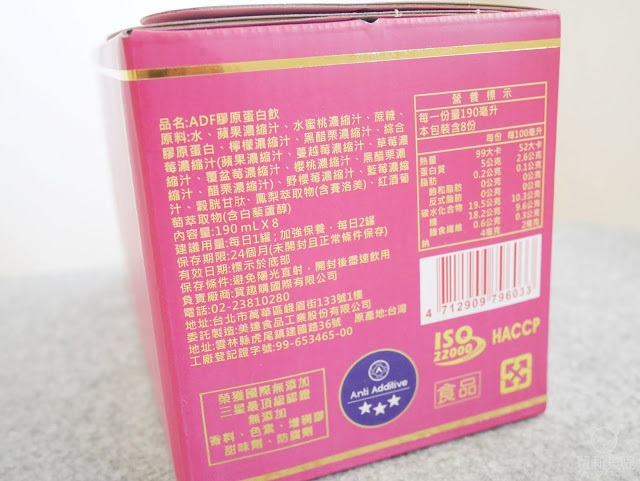 品名:ADF膠原蛋白飲
原料:水、蘋果濃縮汁、水蜜桃濃縮汁、蔗糖、
膠原蛋白、檸檬濃縮汁、黑醋栗濃縮汁、綜合
莓濃縮汁(蘋果濃縮汁、蔓越莓濃縮汁、草莓濃
縮汁、覆盆莓濃縮汁、櫻桃濃縮汁、黑醋栗濃
縮汁、醋栗濃縮汁)、野櫻莓濃縮汁、藍莓濃縮
汁、穀胱甘肽、鳳梨萃取物(含賽洛美)、紅酒葡
萄萃取物(含白藜蘆醇)
內容量:190 mL X 8
建議用量:每日1罐;加強保養,每日2罐
保存期限:24個月(未開封且正常條件保存)
有效日期:標示於底部
保存條件:避免陽光直射,開封後盡速飲用
負責廠商:買趣購國際有限公司
電話:02-23810280
地址:台北市萬華區峨眉街133號1樓
委託製造:美達食品工業股份有限公司 原產地:台灣
地址:雲林縣虎尾鎮建國路36號
工廠登記證字號:99-653465-00
營養標示
每一份量190毫升
本包裝含8份
每份 每100毫升
熱量 99大卡 52大卡
蛋白質 5公克 2.6公克
脂肪 0.2公克 0.1公克
飽和脂肪 0公克 0公克
反式脂肪 0公克 0公克
碳水化合物 19.5公克 10.3公克
糖 18.2公克 9.6公克
膳食纖維 0.6公克 0.3公克
鈉 4毫克 2毫克
4 712909 796033
ISO
22000
HACCP
食品
榮獲國際無添加
三星最頂級認證
無添加
香料、色素、增稠膠
甜味劑、防腐劑
Anti Additive